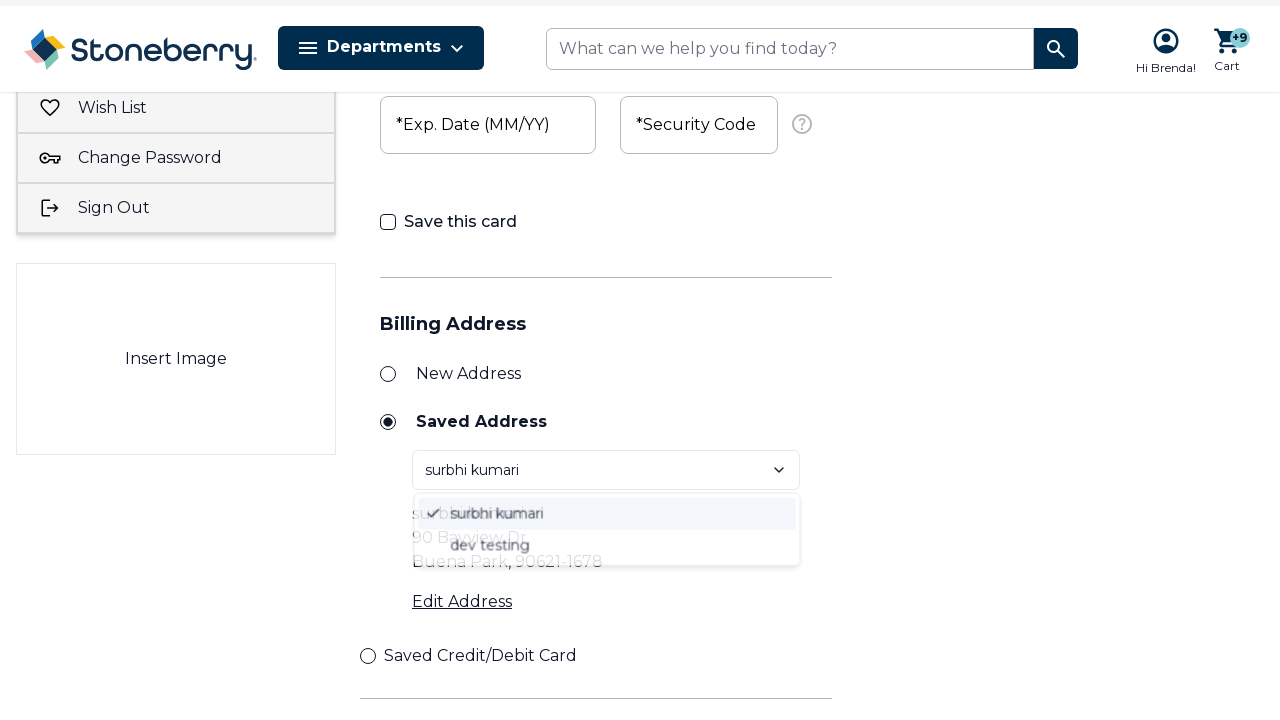 Stoneberry
Departments
What can we help you find today?
Hi Brenda!
+9
Cart
Wish List
Change Password
Sign Out
Insert Image
*Exp. Date (MM/YY)
*Security Code
Save this card
Billing Address
New Address
Saved Address
surbhi kumari
surbhi kumari
dev testing
90 Bayview Dr
Buena Park, 90621-1678
Edit Address
Saved Credit/Debit Card